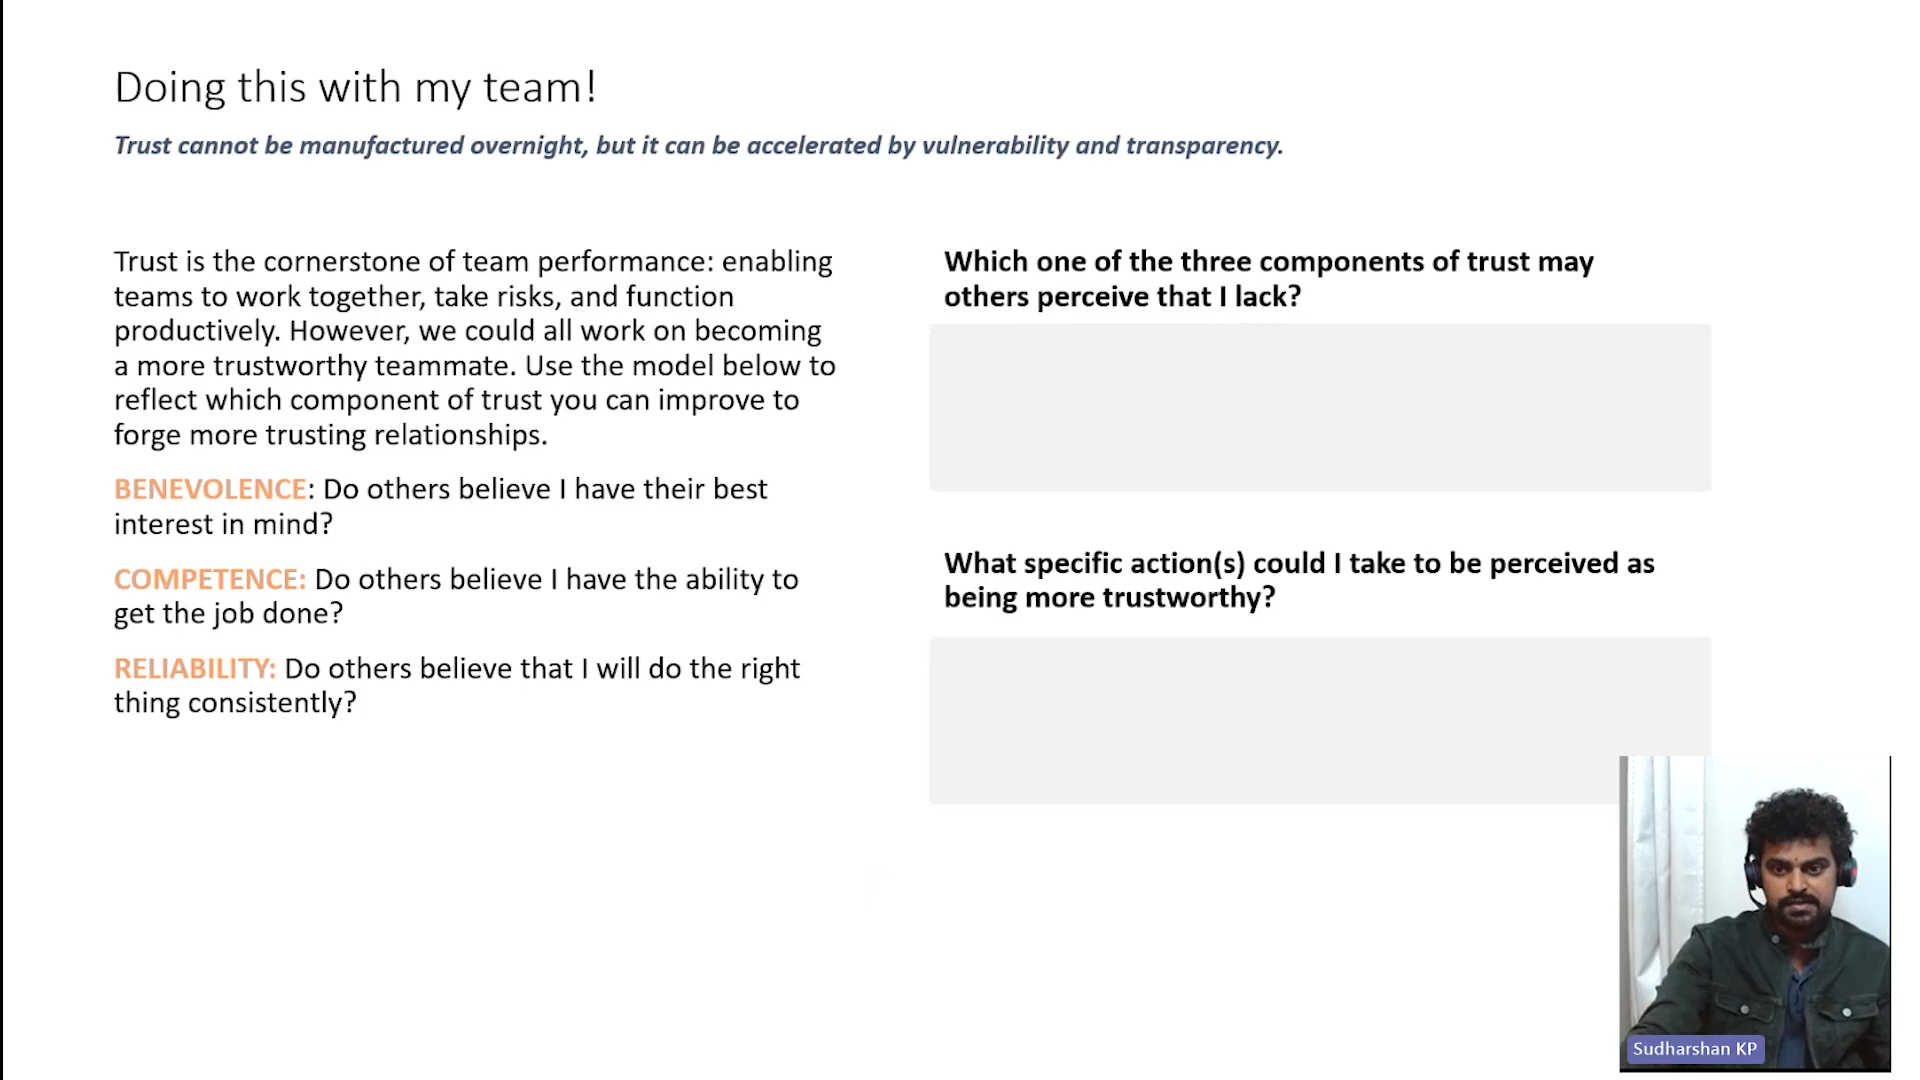 Doing this with my team!
Trust cannot be manufactured overnight, but it can be accelerated by vulnerability and transparency.
Trust is the cornerstone of team performance: enabling
teams to work together, take risks, and function
productively. However, we could all work on becoming
a more trustworthy teammate. Use the model below to
reflect which component of trust you can improve to
forge more trusting relationships.
BENEVOLENCE: Do others believe I have their best
interest in mind?
COMPETENCE: Do others believe I have the ability to
get the job done?
RELIABILITY: Do others believe that I will do the right
thing consistently?
Which one of the three components of trust may
others perceive that I lack?
What specific action(s) could I take to be perceived as
being more trustworthy?
Sudharshan KP